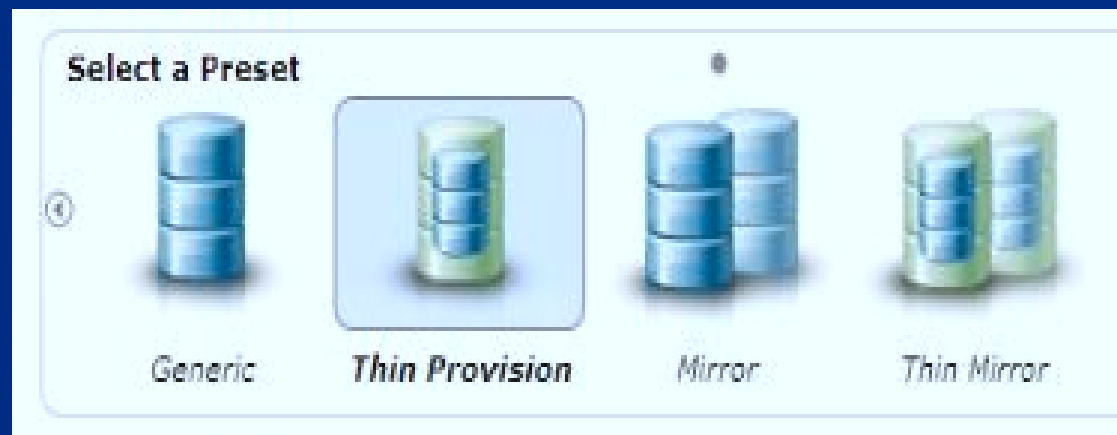 Select a Preset
Generic Thin Provision Mirror Thin Mirror